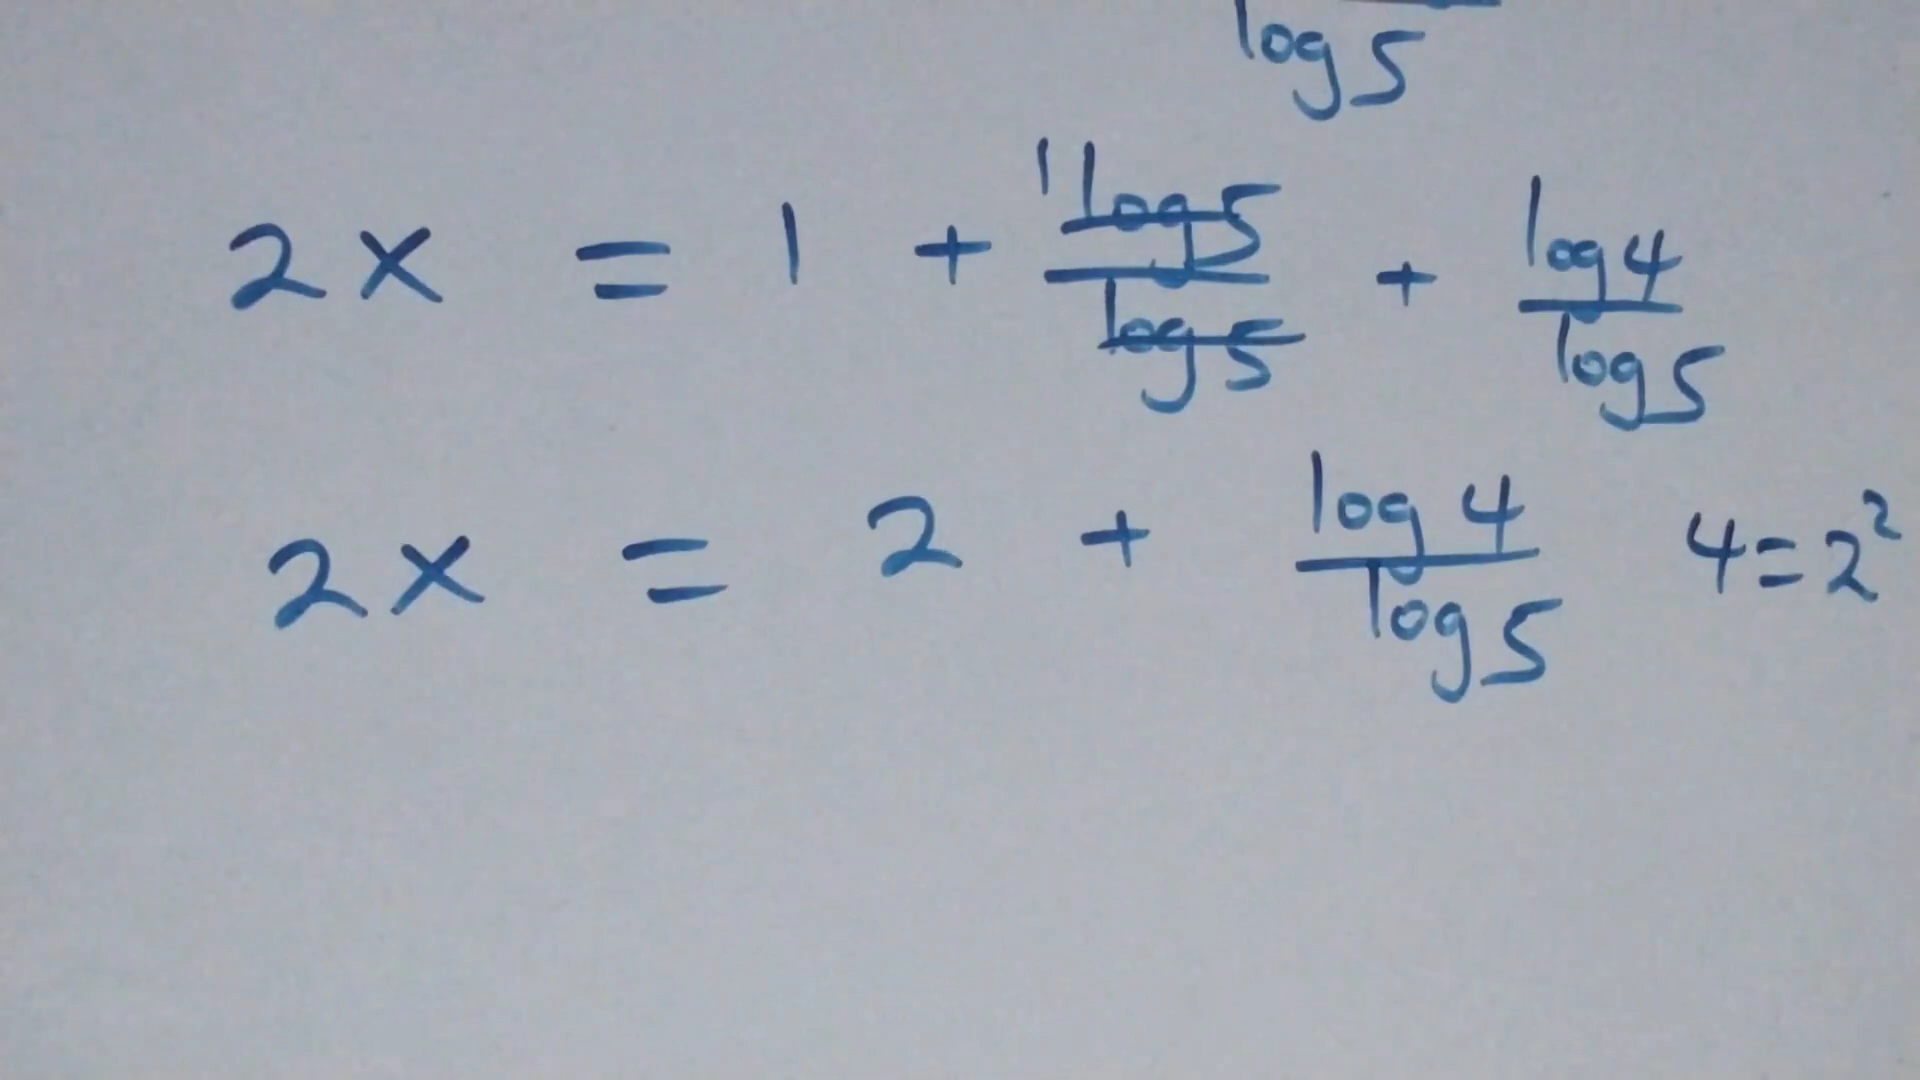 log 5
2x = 1 + 1 log 5 / log 5 + log 4 / log 5
2x = 2 + log 4 / log 5 4 = 2²